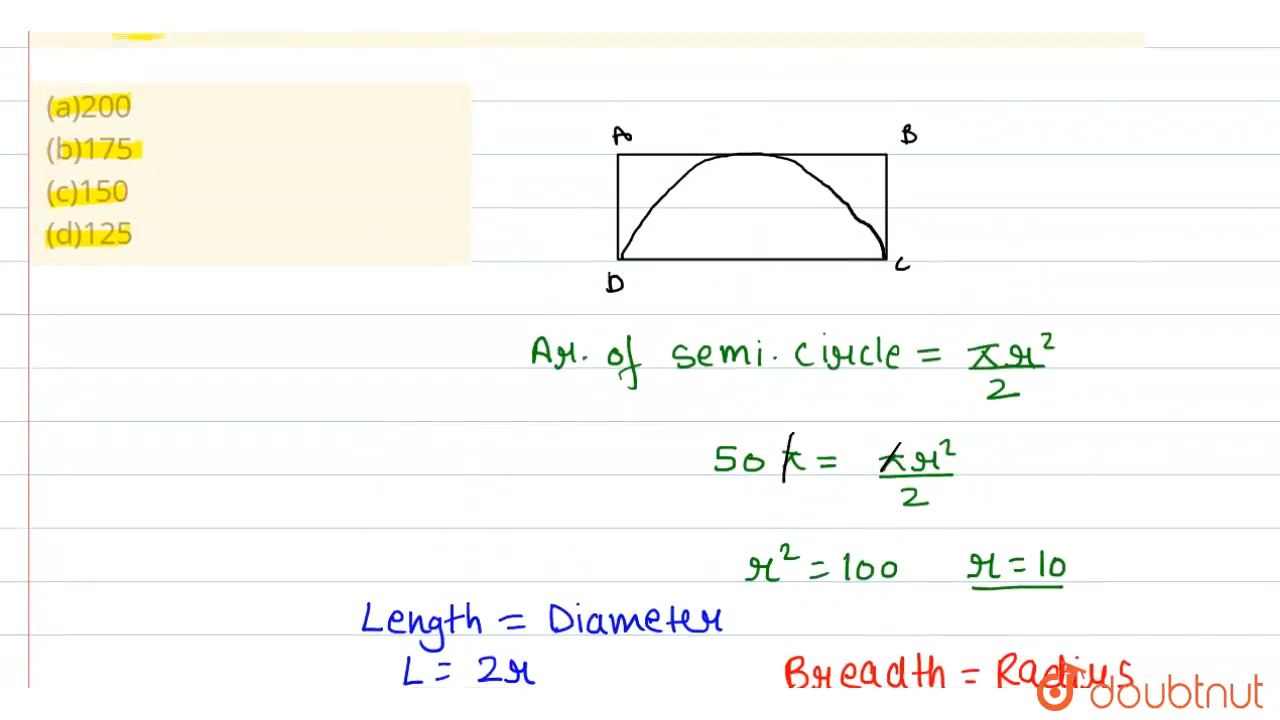 (a)200
(b)175
(c)150
(d)125
A B
D C
Ar. of semi. circle = πr²/2
50π = πr²/2
r² = 100 r = 10
Length = Diameter
L = 2r
Breadth = Radius
doubtnut